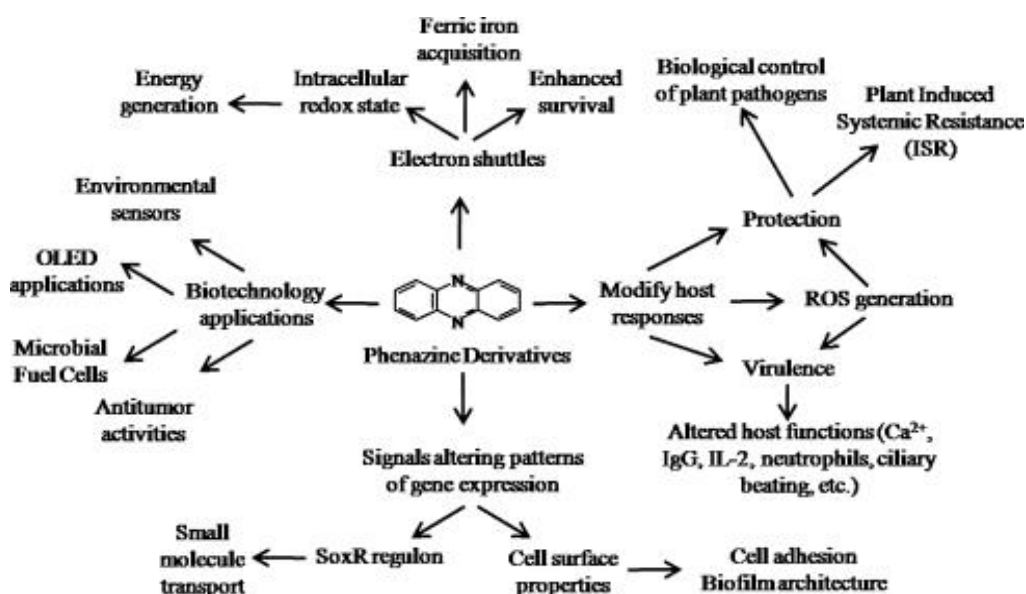 Ferric iron
acquisition
Energy
generation
Intracellular
redox state
Enhanced
survival
Electron shuttles
Biological control
of plant pathogens
Plant Induced
Systemic Resistance
(ISR)
Environmental
sensors
Protection
OLED
applications
Biotechnology
applications
N
N
Phenazine Derivatives
Modify host
responses
ROS generation
Microbial
Fuel Cells
Antitumor
activities
Virulence
Altered host functions (Ca²⁺,
IgG, IL-2, neutrophils, ciliary
beating, etc.)
Signals altering patterns
of gene expression
Small
molecule
transport
SoxR regulon
Cell surface
properties
Cell adhesion
Biofilm architecture